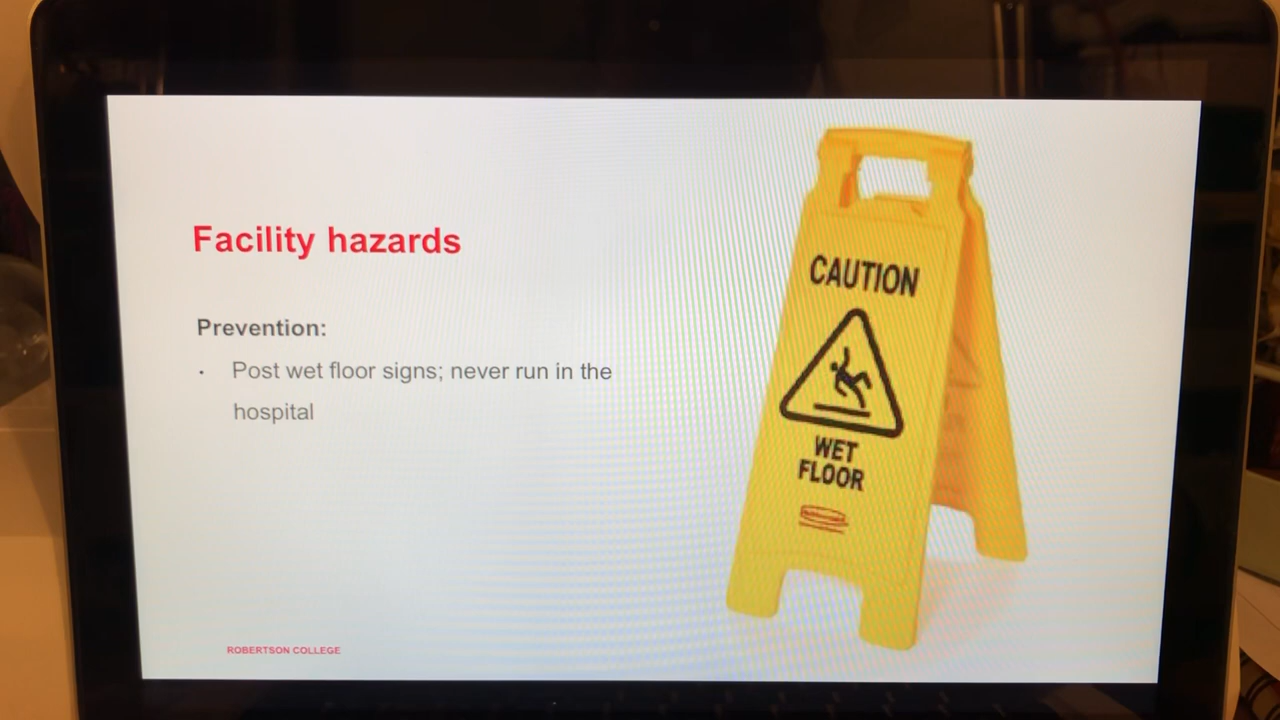 Facility hazards
Prevention:
· Post wet floor signs; never run in the
hospital
CAUTION
WET
FLOOR
ROBERTSON COLLEGE